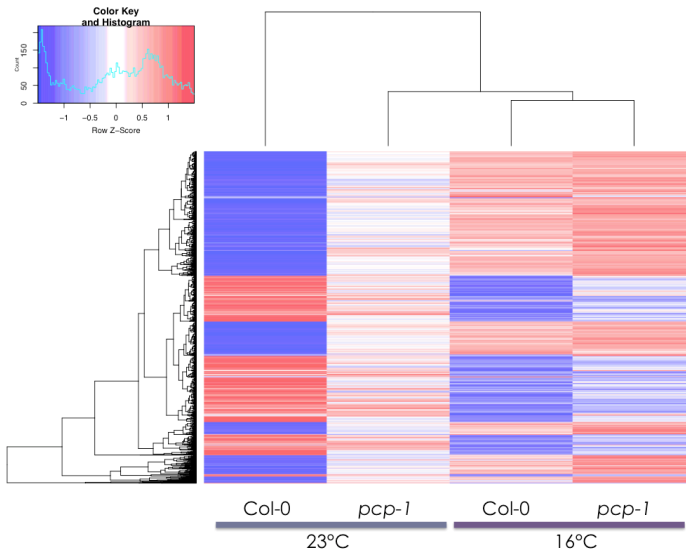 Color Key
and Histogram
Count
0 50 150
-1 -0.5 0 0.5 1
Row Z-Score
Col-0 pcp-1 Col-0 pcp-1
23°C 16°C